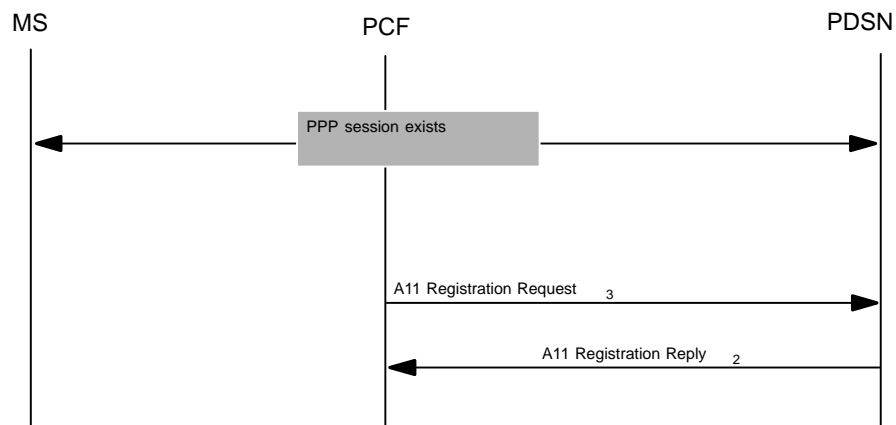 MS
PCF
PDSN
PPP session exists
A11 Registration Request 3
A11 Registration Reply 2